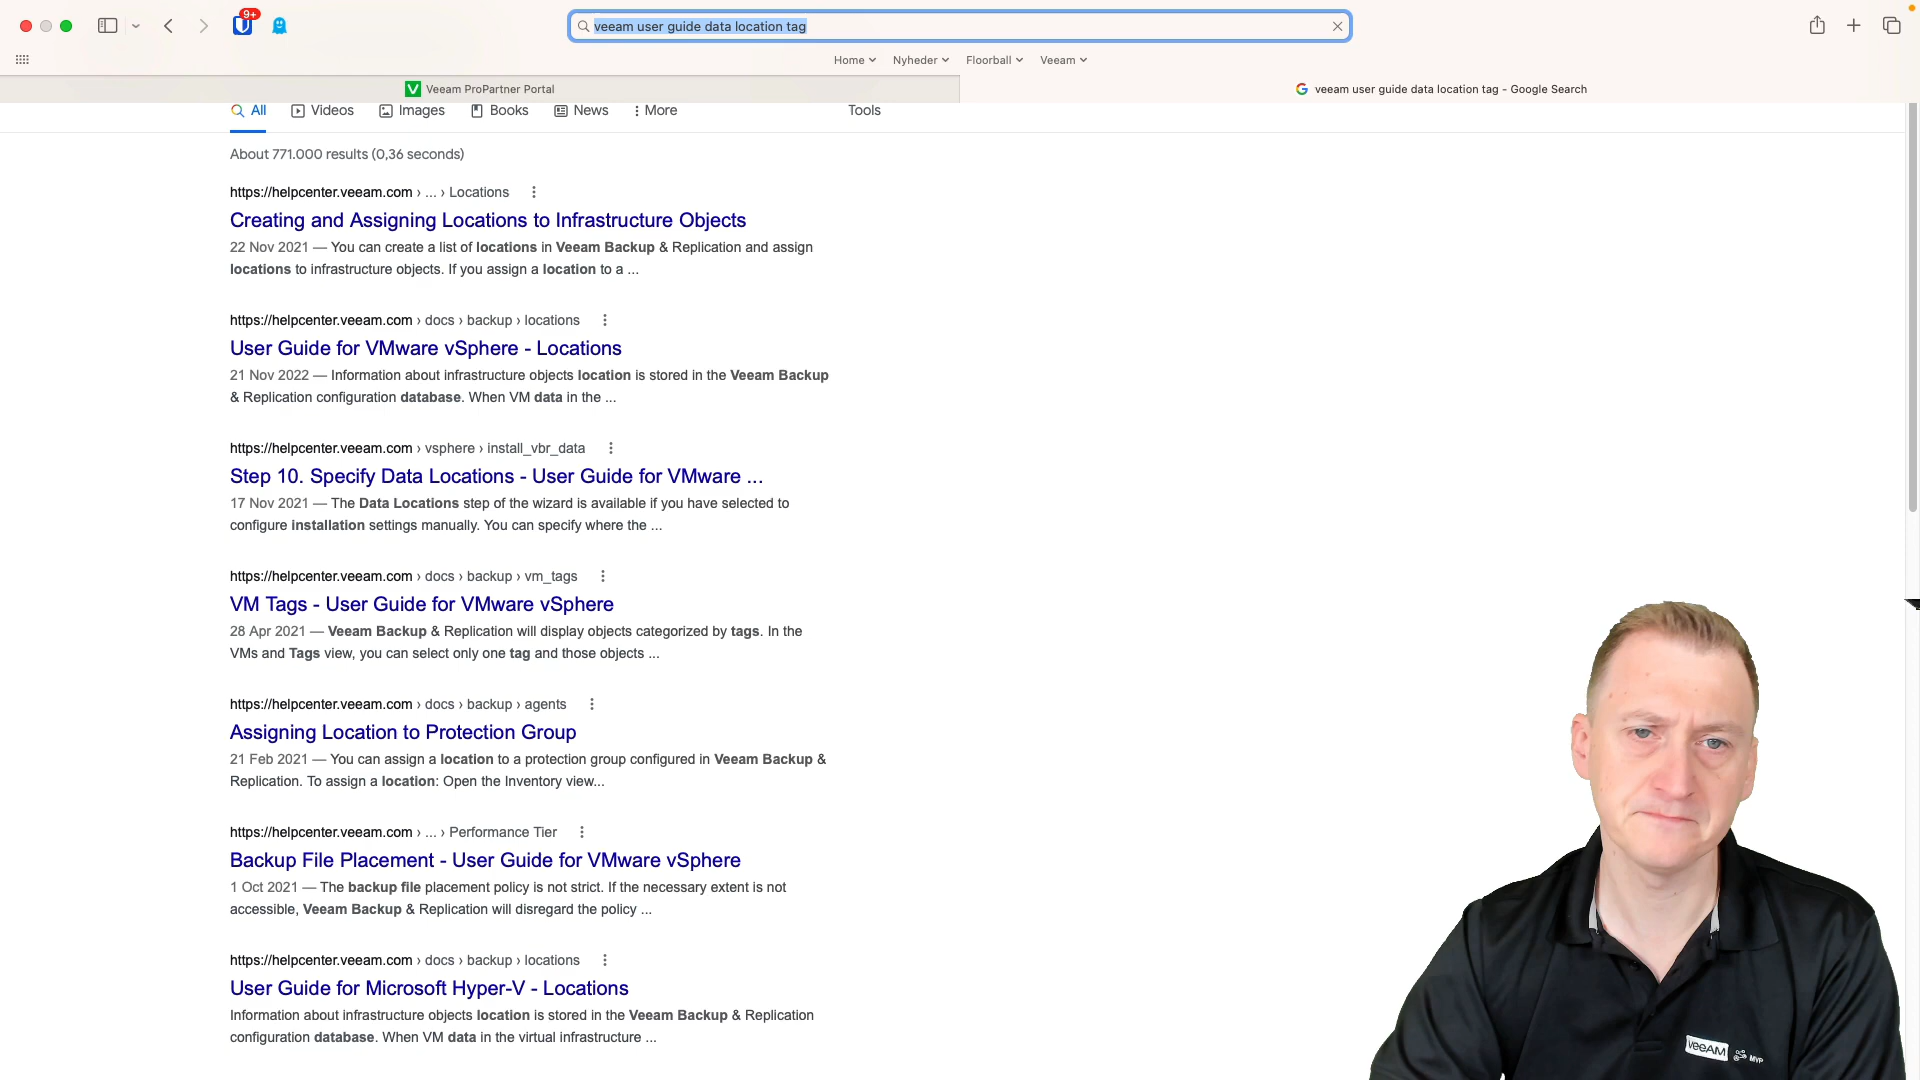 9+
veeam user guide data location tag
Home
Nyheder
Floorball
Veeam
Veeam ProPartner Portal
veeam user guide data location tag - Google Search
All
Videos
Images
Books
News
More
Tools
About 771.000 results (0,36 seconds)
https://helpcenter.veeam.com › ... › Locations
Creating and Assigning Locations to Infrastructure Objects
22 Nov 2021 — You can create a list of locations in Veeam Backup & Replication and assign
locations to infrastructure objects. If you assign a location to a ...
https://helpcenter.veeam.com › docs › backup › locations
User Guide for VMware vSphere - Locations
21 Nov 2022 — Information about infrastructure objects location is stored in the Veeam Backup
& Replication configuration database. When VM data in the ...
https://helpcenter.veeam.com › vsphere › install_vbr_data
Step 10. Specify Data Locations - User Guide for VMware ...
17 Nov 2021 — The Data Locations step of the wizard is available if you have selected to
configure installation settings manually. You can specify where the ...
https://helpcenter.veeam.com › docs › backup › vm_tags
VM Tags - User Guide for VMware vSphere
28 Apr 2021 — Veeam Backup & Replication will display objects categorized by tags. In the
VMs and Tags view, you can select only one tag and those objects ...
https://helpcenter.veeam.com › docs › backup › agents
Assigning Location to Protection Group
21 Feb 2021 — You can assign a location to a protection group configured in Veeam Backup &
Replication. To assign a location: Open the Inventory view...
https://helpcenter.veeam.com › ... › Performance Tier
Backup File Placement - User Guide for VMware vSphere
1 Oct 2021 — The backup file placement policy is not strict. If the necessary extent is not
accessible, Veeam Backup & Replication will disregard the policy ...
https://helpcenter.veeam.com › docs › backup › locations
User Guide for Microsoft Hyper-V - Locations
Information about infrastructure objects location is stored in the Veeam Backup & Replication
configuration database. When VM data in the virtual infrastructure ...
veeAM MVP